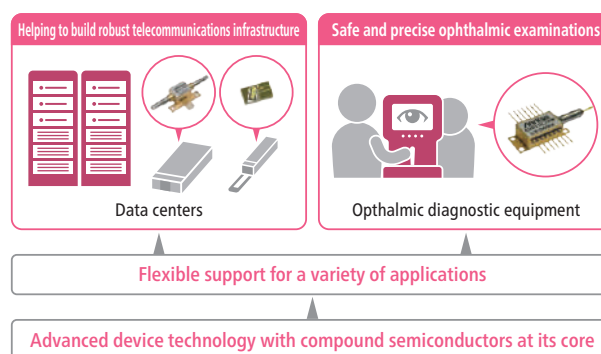 Helping to build robust telecommunications infrastructure
Safe and precise ophthalmic examinations
Data centers
Opthalmic diagnostic equipment
Flexible support for a variety of applications
Advanced device technology with compound semiconductors at its core